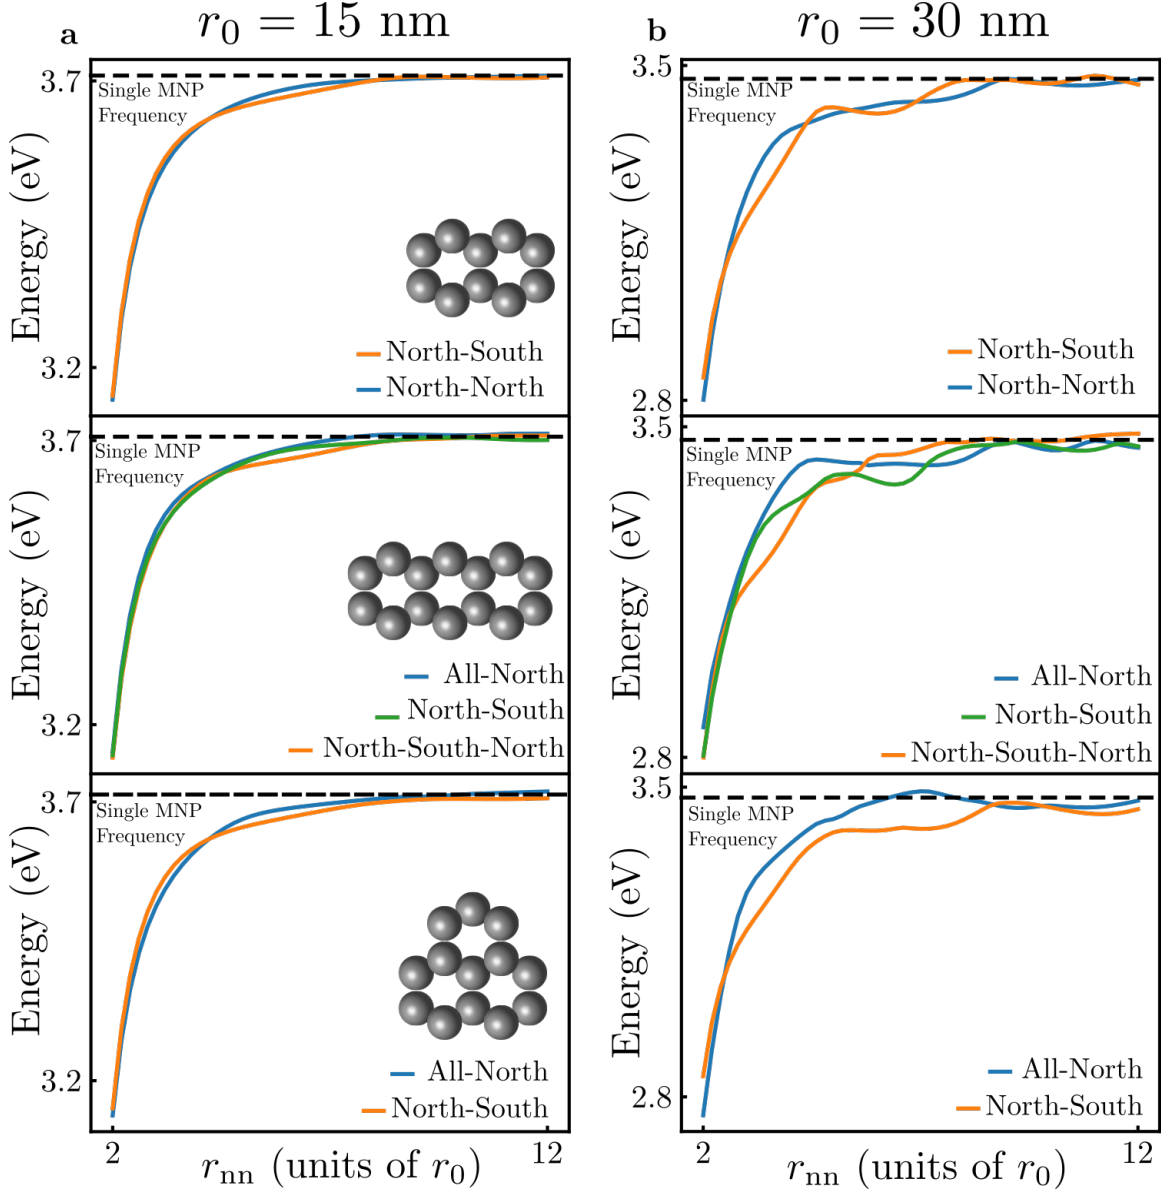 a
r₀ = 15 nm
b
r₀ = 30 nm
3.7
Single MNP
Frequency
Energy (eV)
3.2
North-South
North-North
3.5
Single MNP
Frequency
Energy (eV)
2.8
North-South
North-North
3.7
Single MNP
Frequency
Energy (eV)
3.2
All-North
North-South
North-South-North
3.5
Single MNP
Frequency
Energy (eV)
2.8
All-North
North-South
North-South-North
3.7
Single MNP
Frequency
Energy (eV)
3.2
All-North
North-South
2
12
rₙₙ (units of r₀)
3.5
Single MNP
Frequency
Energy (eV)
2.8
All-North
North-South
2
12
rₙₙ (units of r₀)